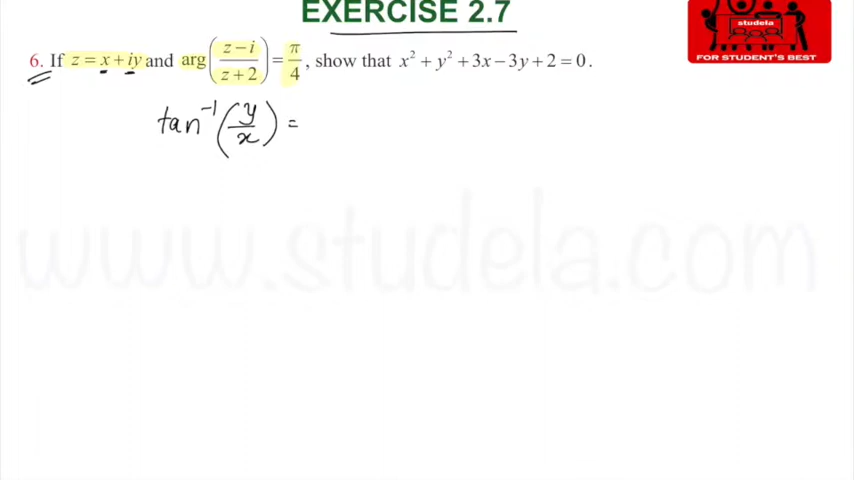 EXERCISE 2.7
studela
FOR STUDENT'S BEST
6. If z = x + iy and arg((z − i)/(z + 2)) = π/4, show that x² + y² + 3x − 3y + 2 = 0.
tan⁻¹(y/x) =
www.studela.com